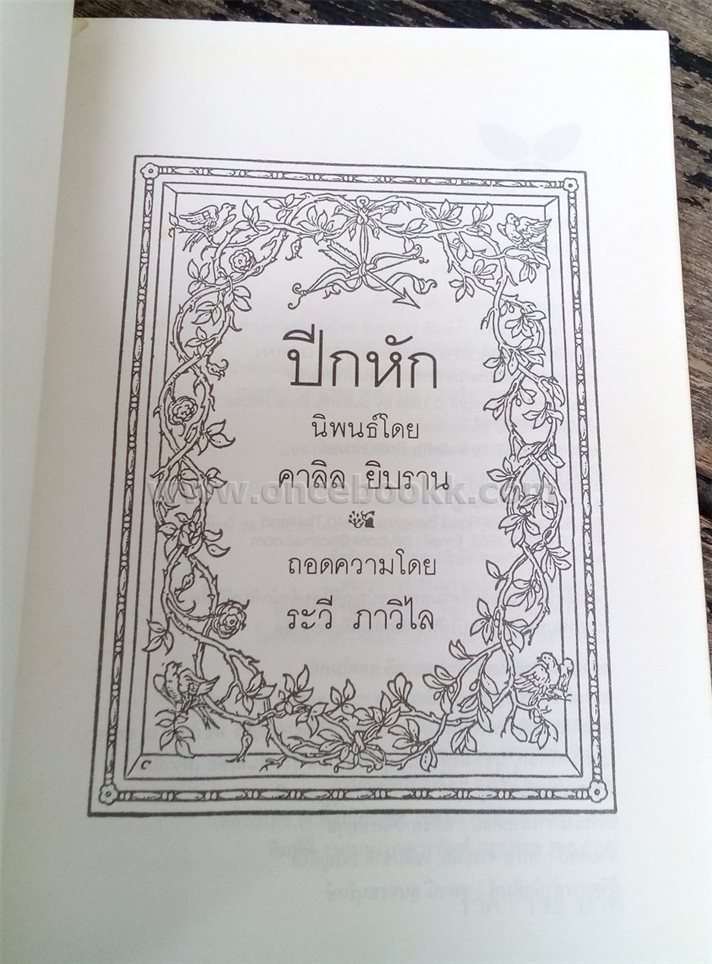 ปีกหัก
นิพนธ์โดย
คาลิล ยิบราน
www.oncebookk.com
ถอดความโดย
ระวี ภาวิไล
C